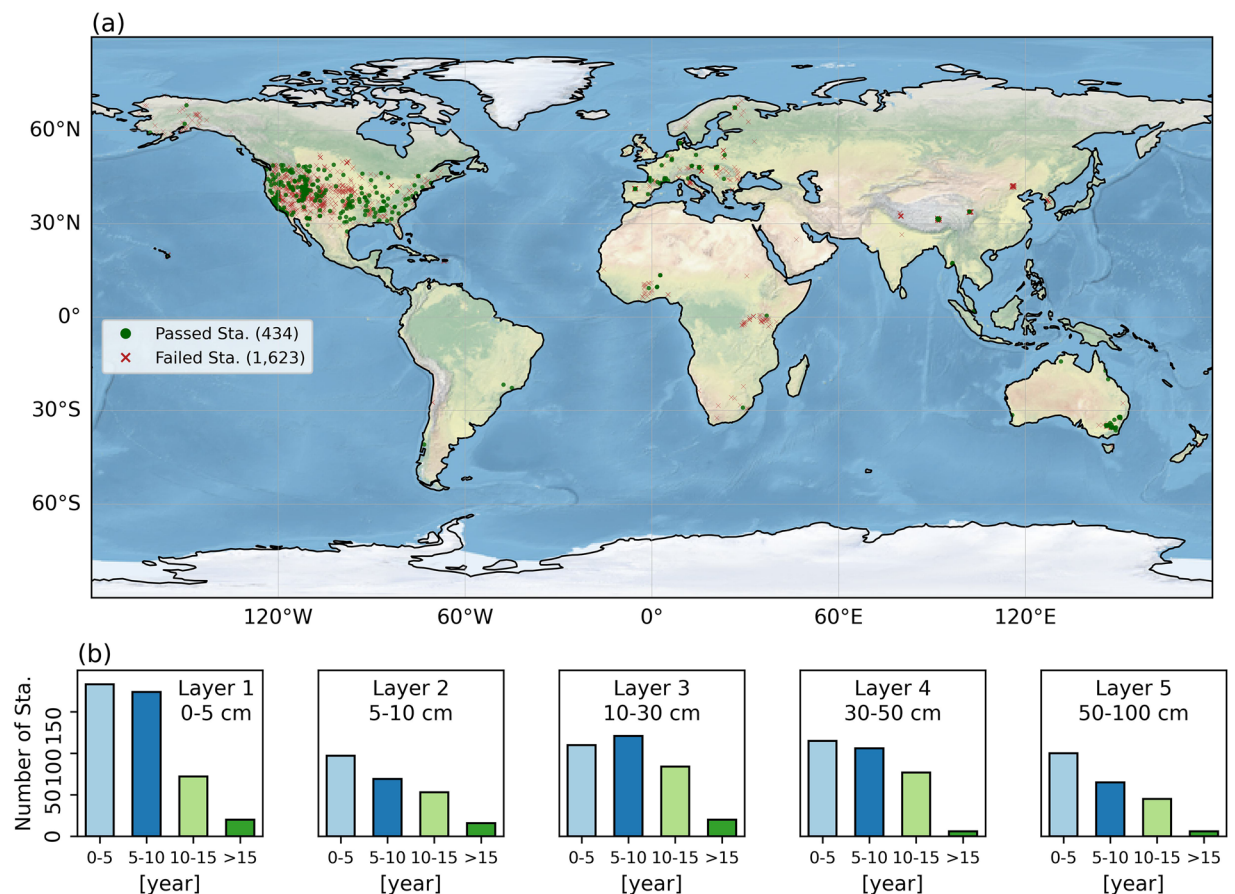 (a)
60°N
30°N
0°
30°S
60°S
Passed Sta. (434)
Failed Sta. (1,623)
120°W 60°W 0° 60°E 120°E
(b)
Number of Sta.
0 50 100 150
Layer 1
0-5 cm
0-5 5-10 10-15 >15
[year]
Layer 2
5-10 cm
0-5 5-10 10-15 >15
[year]
Layer 3
10-30 cm
0-5 5-10 10-15 >15
[year]
Layer 4
30-50 cm
0-5 5-10 10-15 >15
[year]
Layer 5
50-100 cm
0-5 5-10 10-15 >15
[year]